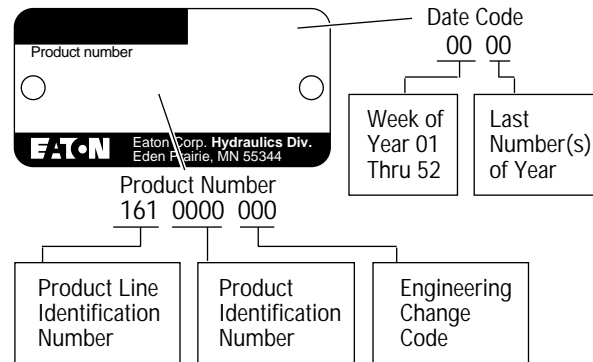 Date Code
00 00
Product number
Week of
Year 01
Thru 52
Last
Number(s)
of Year
EATON
Eaton Corp. Hydraulics Div.
Eden Prairie, MN 55344
Product Number
161 0000 000
Product Line
Identification
Number
Product
Identification
Number
Engineering
Change
Code